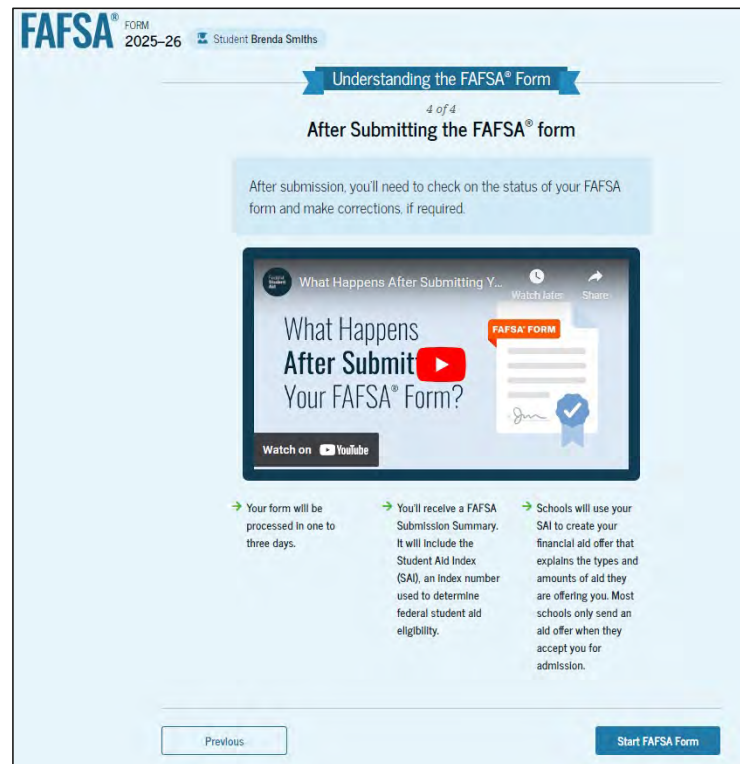 FAFSA® FORM
2025–26
Student Brenda Smiths
Understanding the FAFSA® Form
4 of 4
After Submitting the FAFSA® form
After submission, you'll need to check on the status of your FAFSA
form and make corrections, if required.
What Happens After Submitting Y...
Watch later
Share
What Happens
After Submit
Your FAFSA® Form?
FAFSA® FORM
Watch on YouTube
Your form will be
processed in one to
three days.
You'll receive a FAFSA
Submission Summary.
It will include the
Student Aid Index
(SAI), an index number
used to determine
federal student aid
eligibility.
Schools will use your
SAI to create your
financial aid offer that
explains the types and
amounts of aid they
are offering you. Most
schools only send an
aid offer when they
accept you for
admission.
Previous
Start FAFSA Form